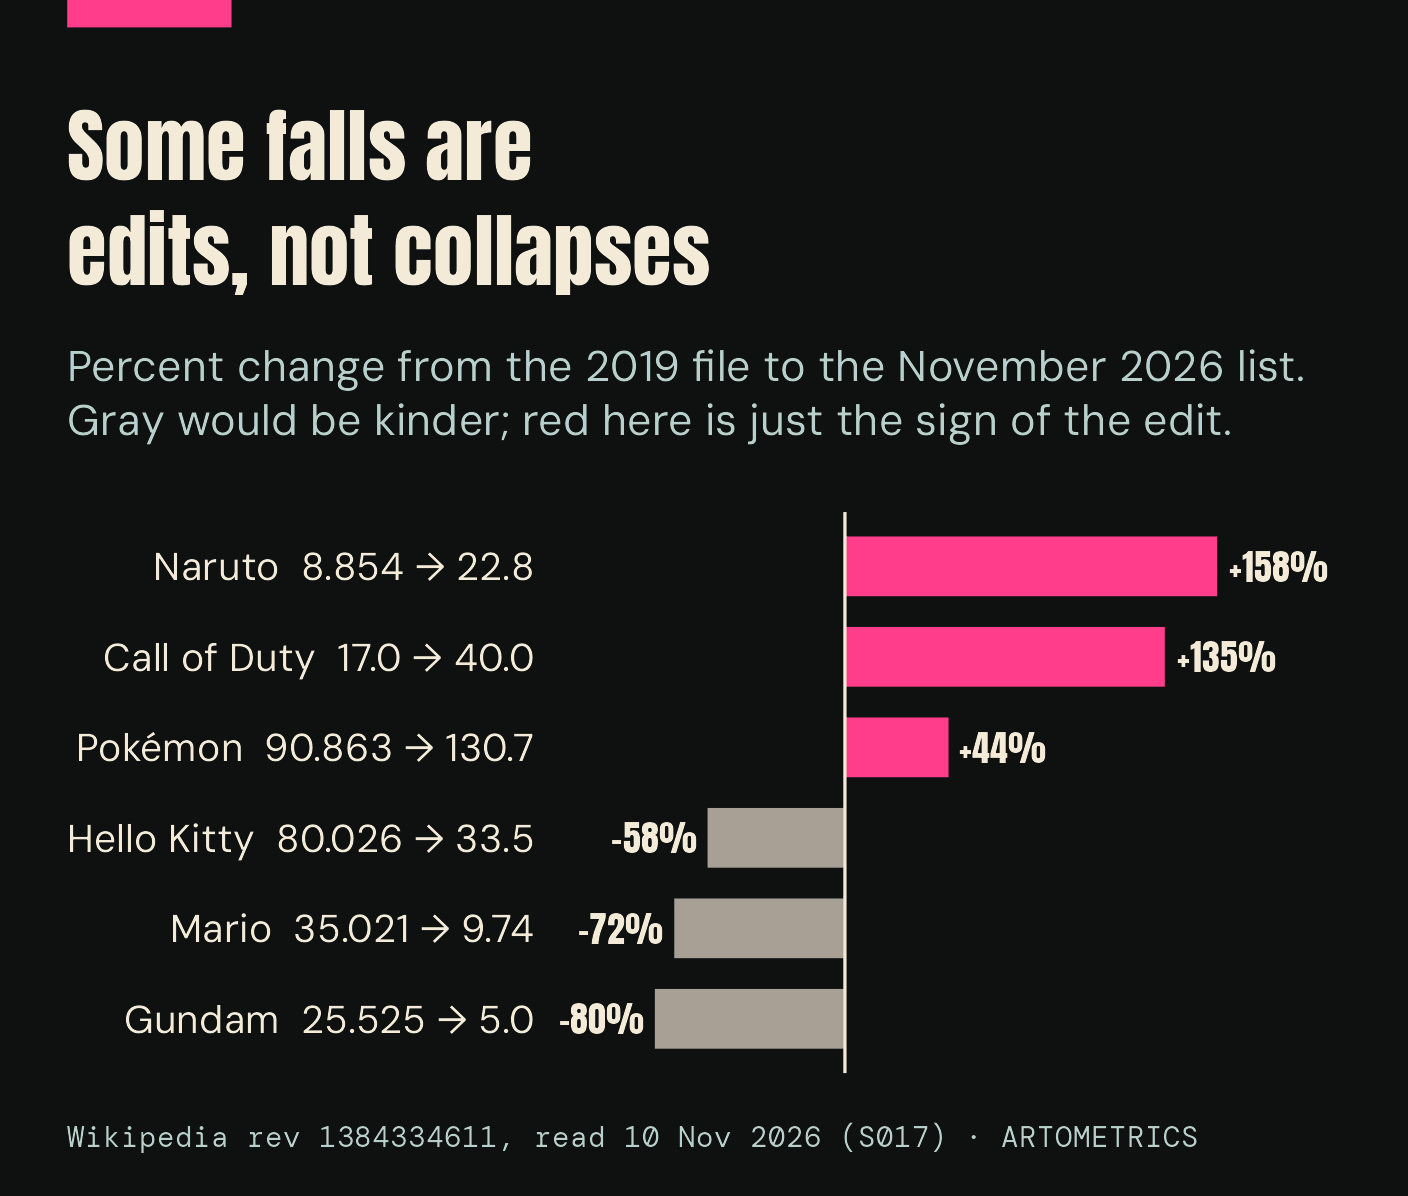 Some falls are
edits, not collapses
Percent change from the 2019 file to the November 2026 list.
Gray would be kinder; red here is just the sign of the edit.
Naruto 8.854 → 22.8 +158%
Call of Duty 17.0 → 40.0 +135%
Pokémon 90.863 → 130.7 +44%
Hello Kitty 80.026 → 33.5 -58%
Mario 35.021 → 9.74 -72%
Gundam 25.525 → 5.0 -80%
Wikipedia rev 1384334611, read 10 Nov 2026 (S017) · ARTOMETRICS